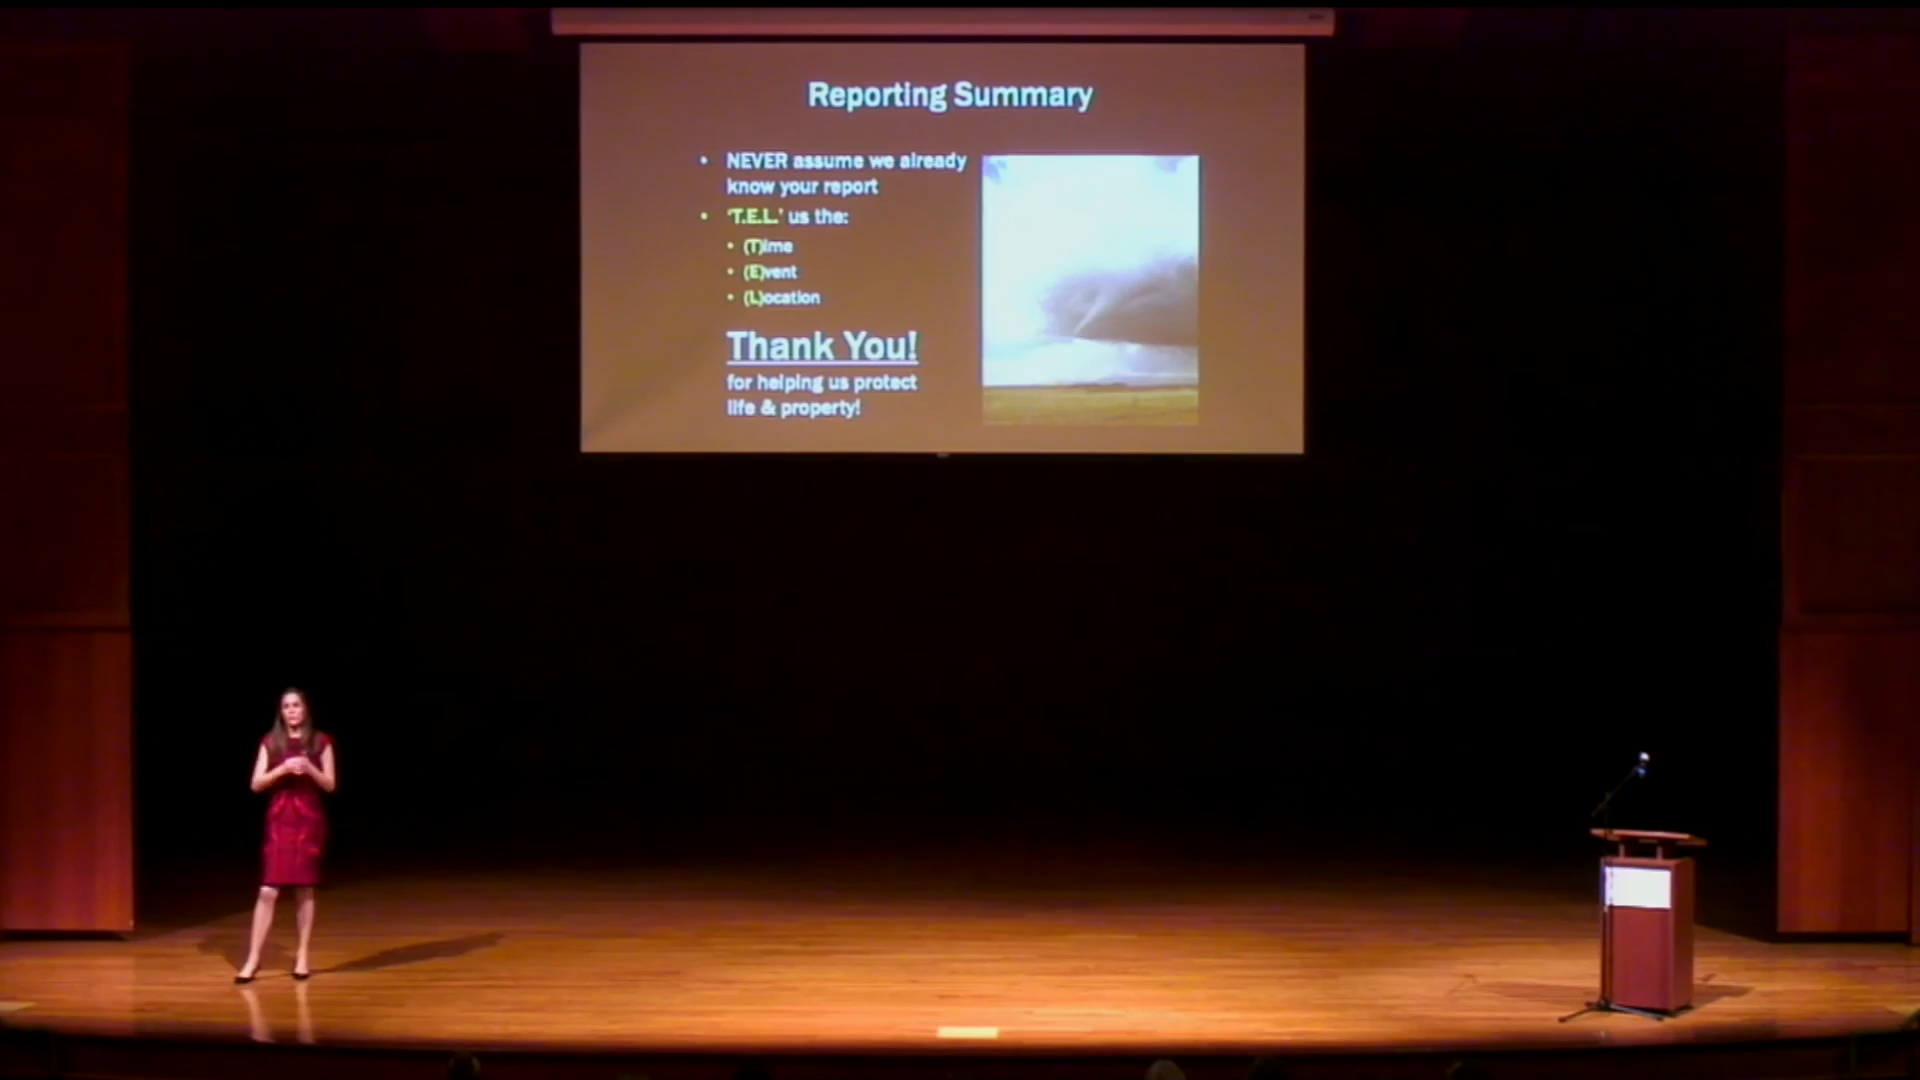 Reporting Summary
• NEVER assume we already
know your report
• 'T.E.L.' us the:
• (T)ime
• (E)vent
• (L)ocation
Thank You!
for helping us protect
life & property!